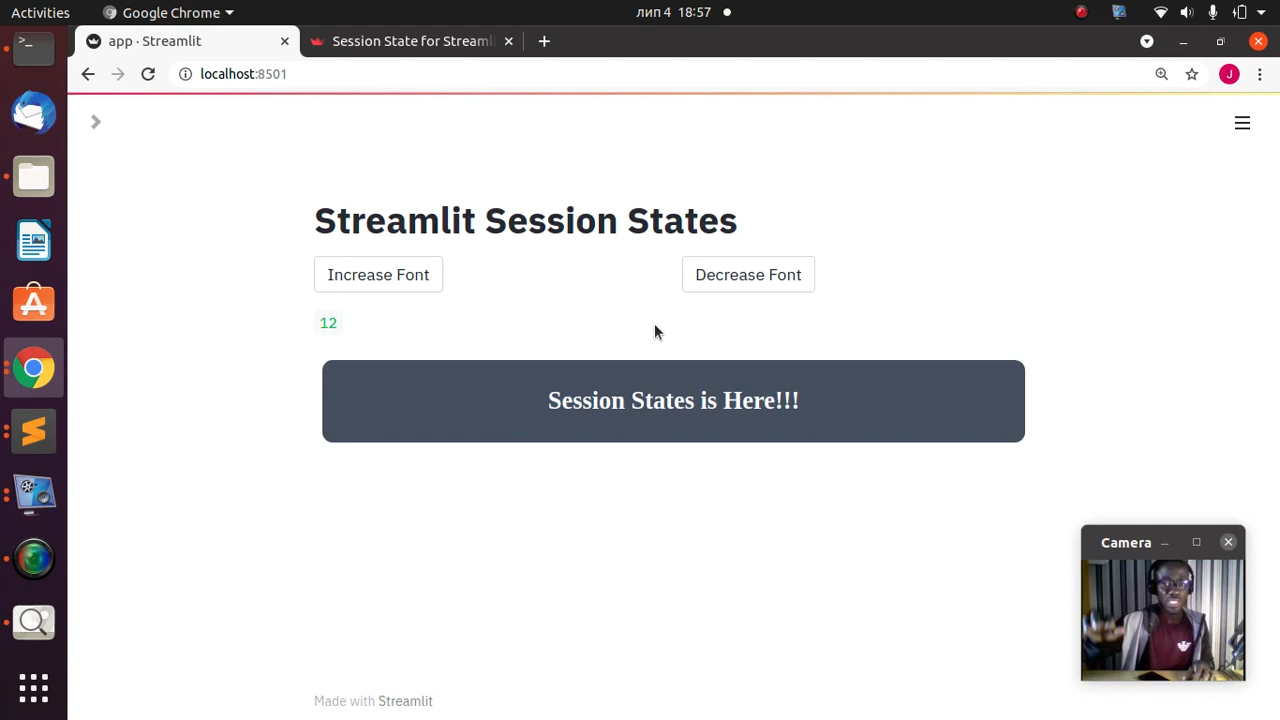 Activities
Google Chrome
лип 4 18:57
app · Streamlit
Session State for Streamli
localhost:8501
J
Streamlit Session States
Increase Font
Decrease Font
12
Session States is Here!!!
Camera
Made with Streamlit